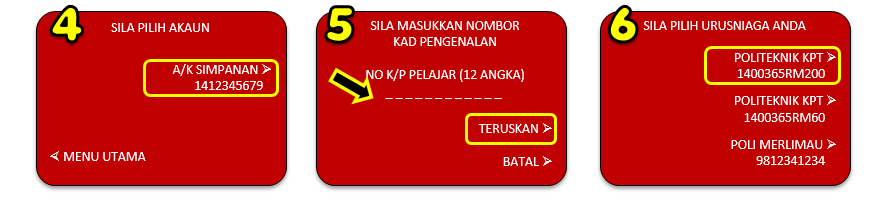 4
SILA PILIH AKAUN
A/K SIMPANAN ➢
1412345679
⮜ MENU UTAMA
5
SILA MASUKKAN NOMBOR
KAD PENGENALAN
NO K/P PELAJAR (12 ANGKA)
_ _ _ _ _ _ _ _ _ _ _ _
TERUSKAN ➢
BATAL ➢
6
SILA PILIH URUSNIAGA ANDA
POLITEKNIK KPT ➢
1400365RM200
POLITEKNIK KPT ➢
1400365RM60
POLI MERLIMAU ➢
9812341234